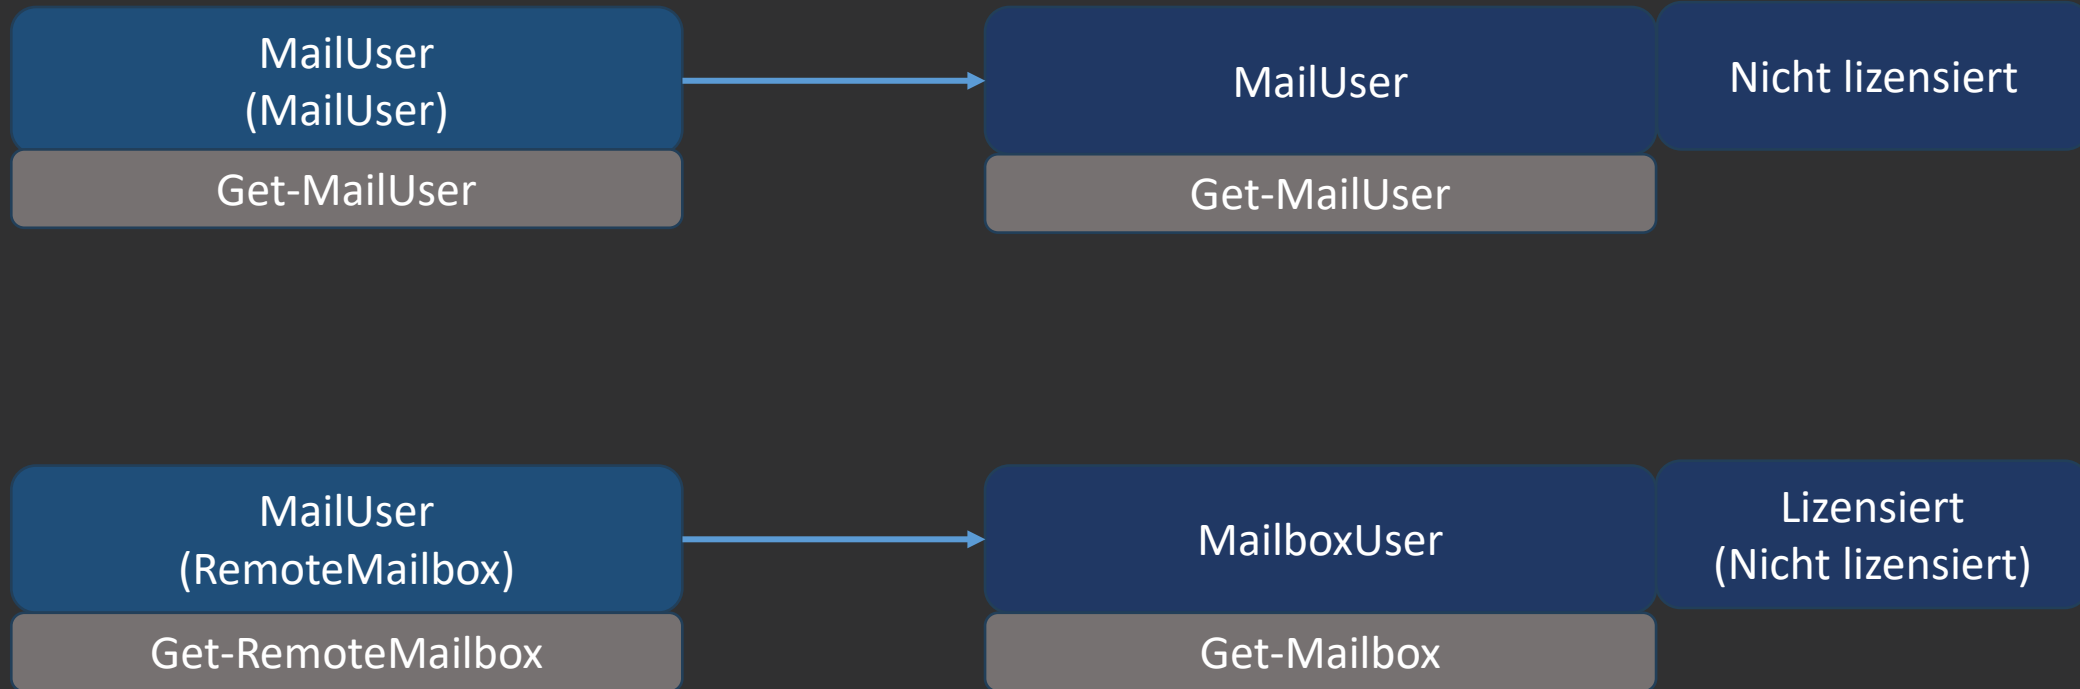 MailUser
(MailUser)
Get-MailUser
MailUser
Get-MailUser
Nicht lizensiert
MailUser
(RemoteMailbox)
Get-RemoteMailbox
MailboxUser
Get-Mailbox
Lizensiert
(Nicht lizensiert)